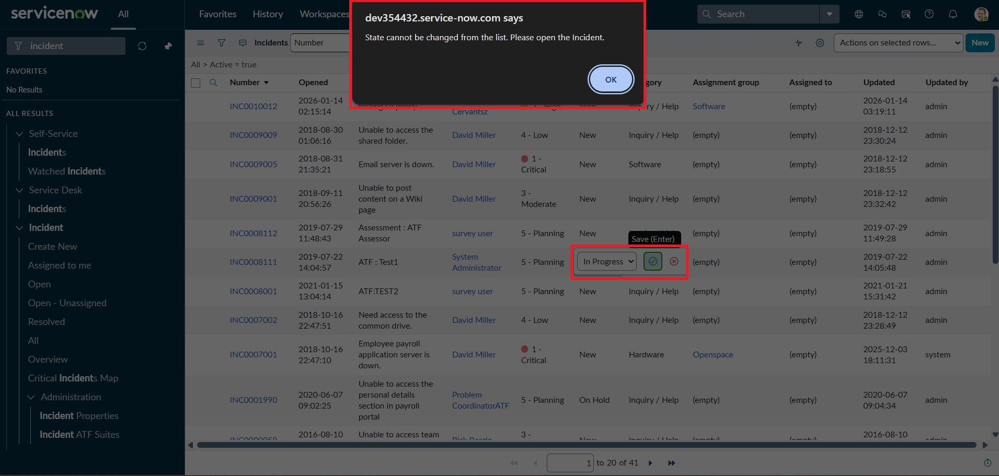 servicenow
All
Favorites
History
Workspaces
Search
dev354432.service-now.com says
State cannot be changed from the list. Please open the Incident.
OK
incident
FAVORITES
No Results
ALL RESULTS
Self-Service
Incidents
Watched Incidents
Service Desk
Incidents
Incident
Create New
Assigned to me
Open
Open - Unassigned
Resolved
All
Overview
Critical Incidents Map
Administration
Incident Properties
Incident ATF Suites
Incidents Number
Actions on selected rows...
New
All > Active = true
Number Opened Assignment group Assigned to Updated Updated by
INC0010012 2026-01-14 02:15:14 Cervantsz Software (empty) 2026-01-14 03:19:11 admin
INC0009009 2018-08-30 01:06:16 Unable to access the shared folder. David Miller 4 - Low New Inquiry / Help (empty) (empty) 2018-12-12 23:30:24 admin
INC0009005 2018-08-31 21:35:21 Email server is down. David Miller 1 - Critical New Software (empty) (empty) 2018-12-12 23:18:55 admin
INC0009001 2018-09-11 20:56:26 Unable to post content on a Wiki page David Miller 3 - Moderate New Inquiry / Help (empty) (empty) 2018-12-12 23:32:42 admin
INC0008112 2019-07-29 11:48:43 Assessment : ATF Assessor survey user 5 - Planning New (empty) (empty) 2019-07-29 11:49:28 admin
Save (Enter)
INC0008111 2019-07-22 14:04:57 ATF : Test1 System Administrator 5 - Planning In Progress (empty) (empty) 2019-07-22 14:05:48 admin
INC0008001 2021-01-15 13:04:14 ATF:TEST2 survey user 5 - Planning New Inquiry / Help (empty) (empty) 2021-01-21 15:31:42 admin
INC0007002 2018-10-16 22:47:51 Need access to the common drive. David Miller 4 - Low New Inquiry / Help (empty) (empty) 2018-12-12 23:28:49 admin
INC0007001 2018-10-16 22:47:10 Employee payroll application server is down. David Miller 1 - Critical New Hardware Openspace (empty) 2025-12-03 18:11:31 system
INC0001990 2020-06-07 09:02:25 Unable to access the personal details section in payroll portal Problem CoordinatorATF 5 - Planning On Hold Inquiry / Help (empty) (empty) 2020-06-07 09:04:34 admin
2016-08-10 Unable to access team 3 - 2016-08-10
1 to 20 of 41